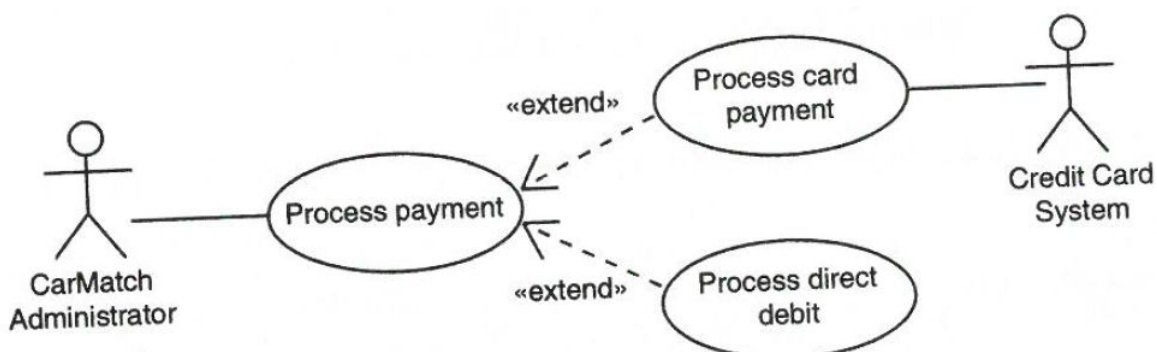 Process card
payment
«extend»
Credit Card
System
Process payment
CarMatch
Administrator
«extend»
Process direct
debit